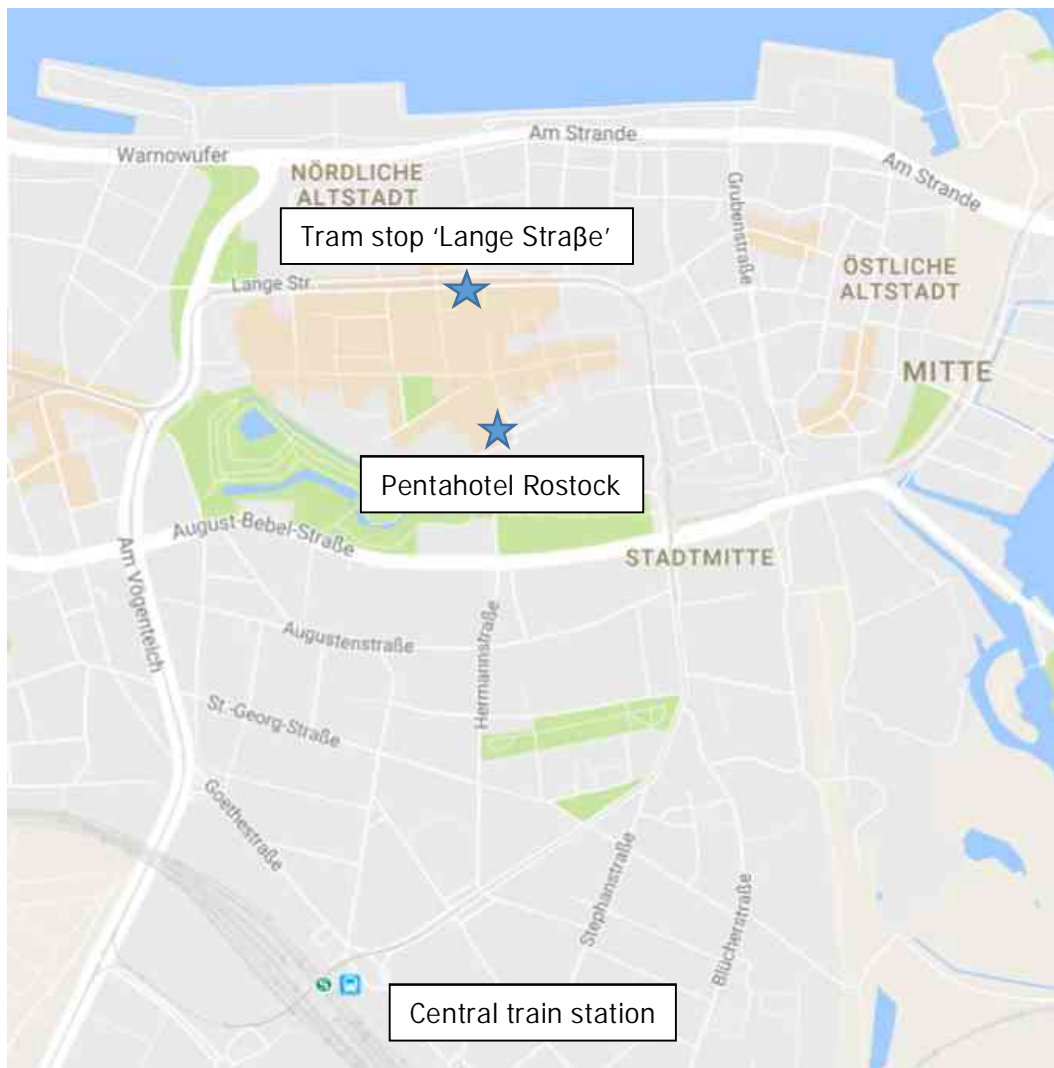 Am Strande
Warnowufer
Am Strande
NÖRDLICHE
ALTSTADT
Grubenstraße
Tram stop ‘Lange Straβe’
ÖSTLICHE
ALTSTADT
Lange Str.
MITTE
Pentahotel Rostock
August-Bebel-Straße
STADTMITTE
Am Vögenteich
Augustenstraße
Hermannstraße
St.-Georg-Straße
Goethestraße
Stephanstraße
Blücherstraße
S
Central train station